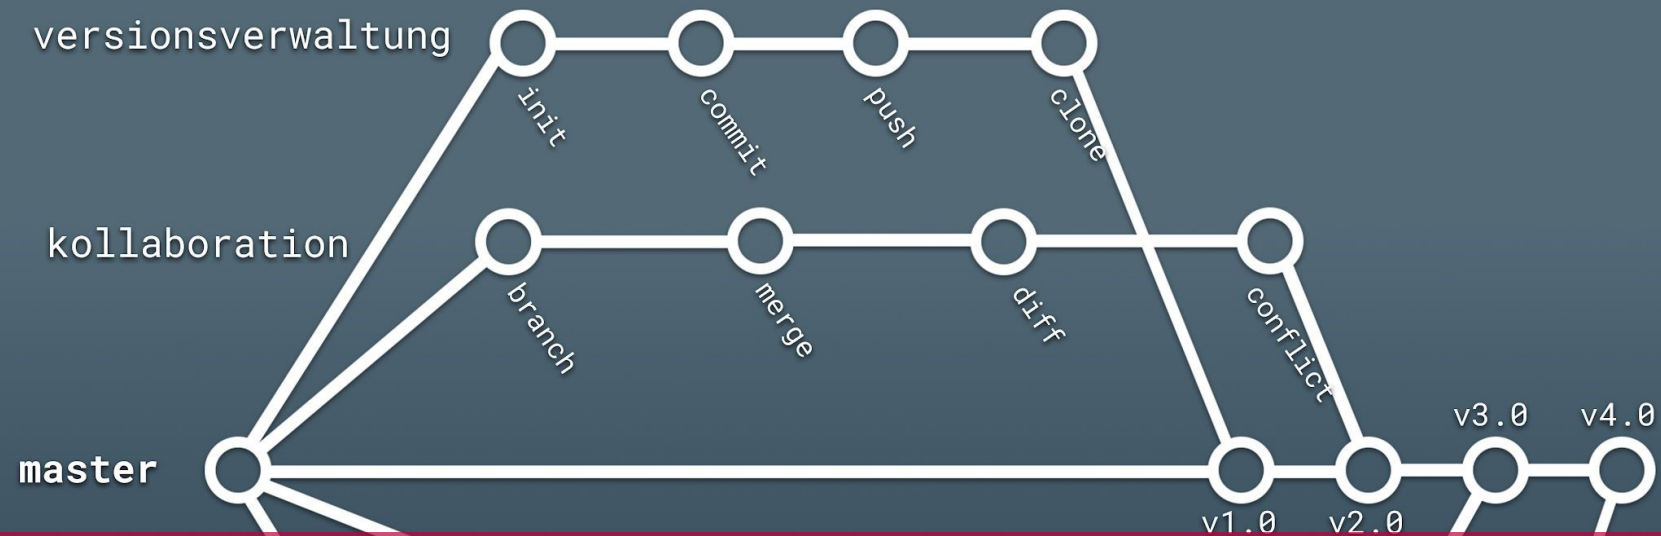 versionsverwaltung
init
commit
push
clone
kollaboration
branch
merge
diff
conflict
master
v1.0
v2.0
v3.0
v4.0